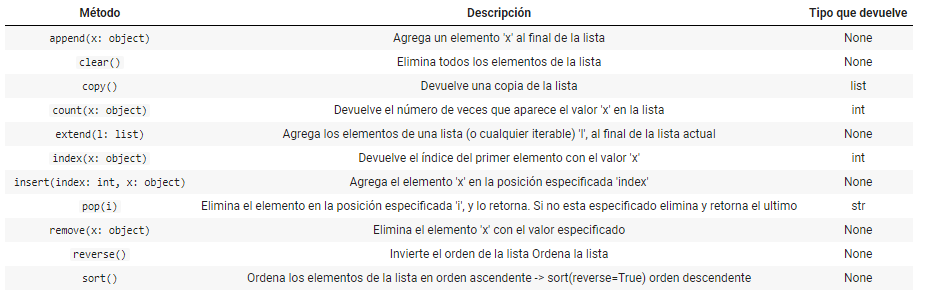 Método Descripción Tipo que devuelve
append(x: object) Agrega un elemento 'x' al final de la lista None
clear() Elimina todos los elementos de la lista None
copy() Devuelve una copia de la lista list
count(x: object) Devuelve el número de veces que aparece el valor 'x' en la lista int
extend(l: list) Agrega los elementos de una lista (o cualquier iterable) 'l', al final de la lista actual None
index(x: object) Devuelve el índice del primer elemento con el valor 'x' int
insert(index: int, x: object) Agrega el elemento 'x' en la posición especificada 'index' None
pop(i) Elimina el elemento en la posición especificada 'i', y lo retorna. Si no esta especificado elimina y retorna el ultimo str
remove(x: object) Elimina el elemento 'x' con el valor especificado None
reverse() Invierte el orden de la lista Ordena la lista None
sort() Ordena los elementos de la lista en orden ascendente -> sort(reverse=True) orden descendente None